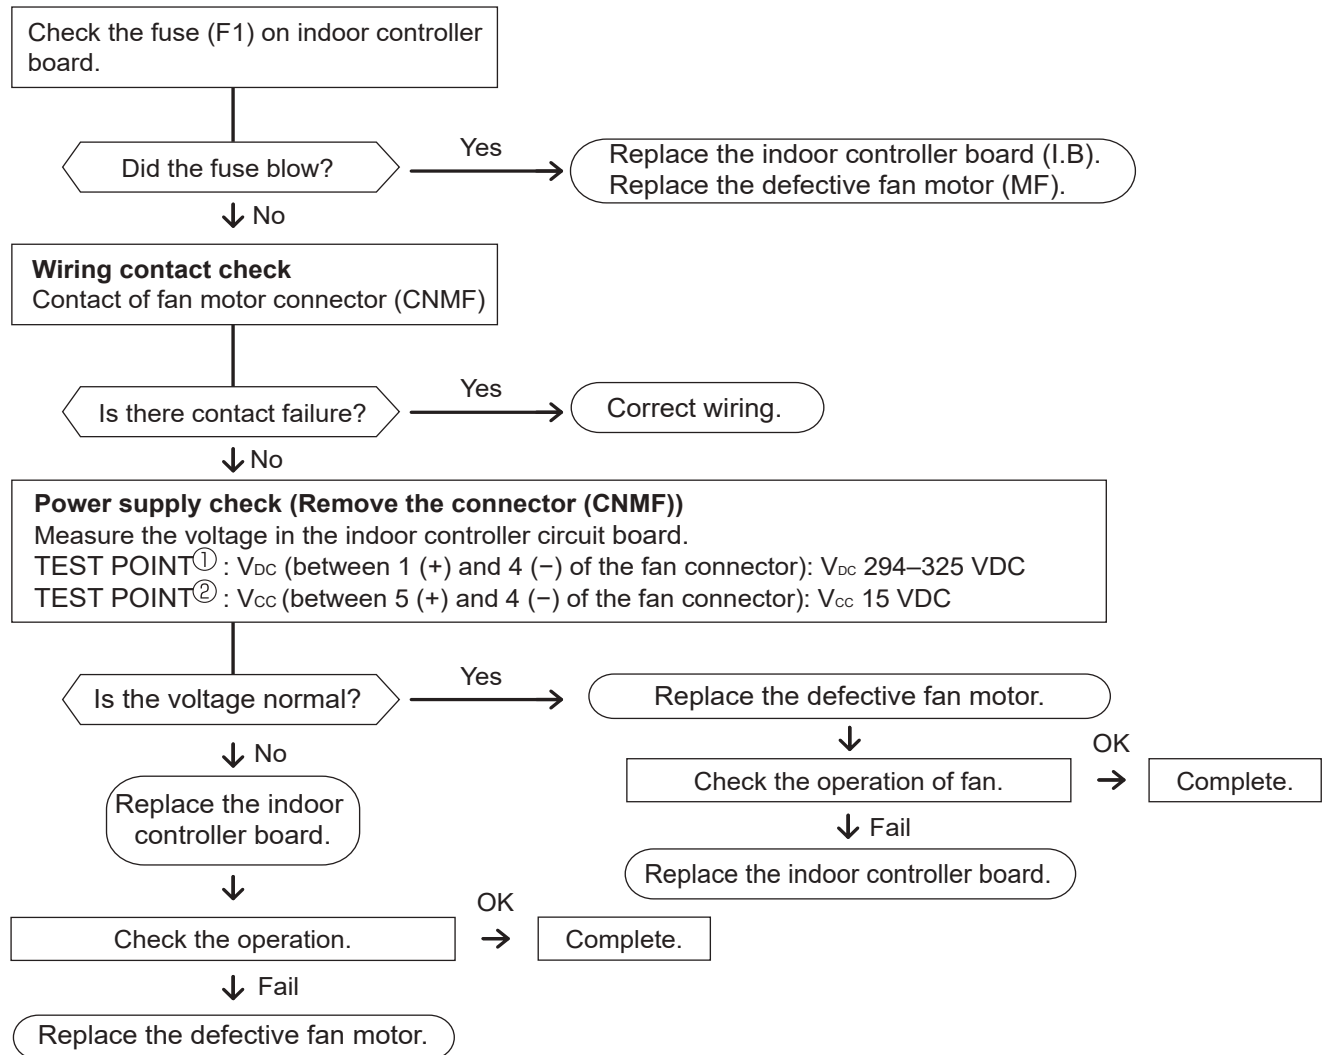 Check the fuse (F1) on indoor controller
board.
Did the fuse blow?
Yes
Replace the indoor controller board (I.B).
Replace the defective fan motor (MF).
No
Wiring contact check
Contact of fan motor connector (CNMF)
Is there contact failure?
Yes
Correct wiring.
No
Power supply check (Remove the connector (CNMF))
Measure the voltage in the indoor controller circuit board.
TEST POINT① : VDC (between 1 (+) and 4 (−) of the fan connector): VDC 294–325 VDC
TEST POINT② : VCC (between 5 (+) and 4 (−) of the fan connector): VCC 15 VDC
Is the voltage normal?
Yes
Replace the defective fan motor.
Check the operation of fan.
OK
Complete.
Fail
Replace the indoor controller board.
No
Replace the indoor
controller board.
Check the operation.
OK
Complete.
Fail
Replace the defective fan motor.